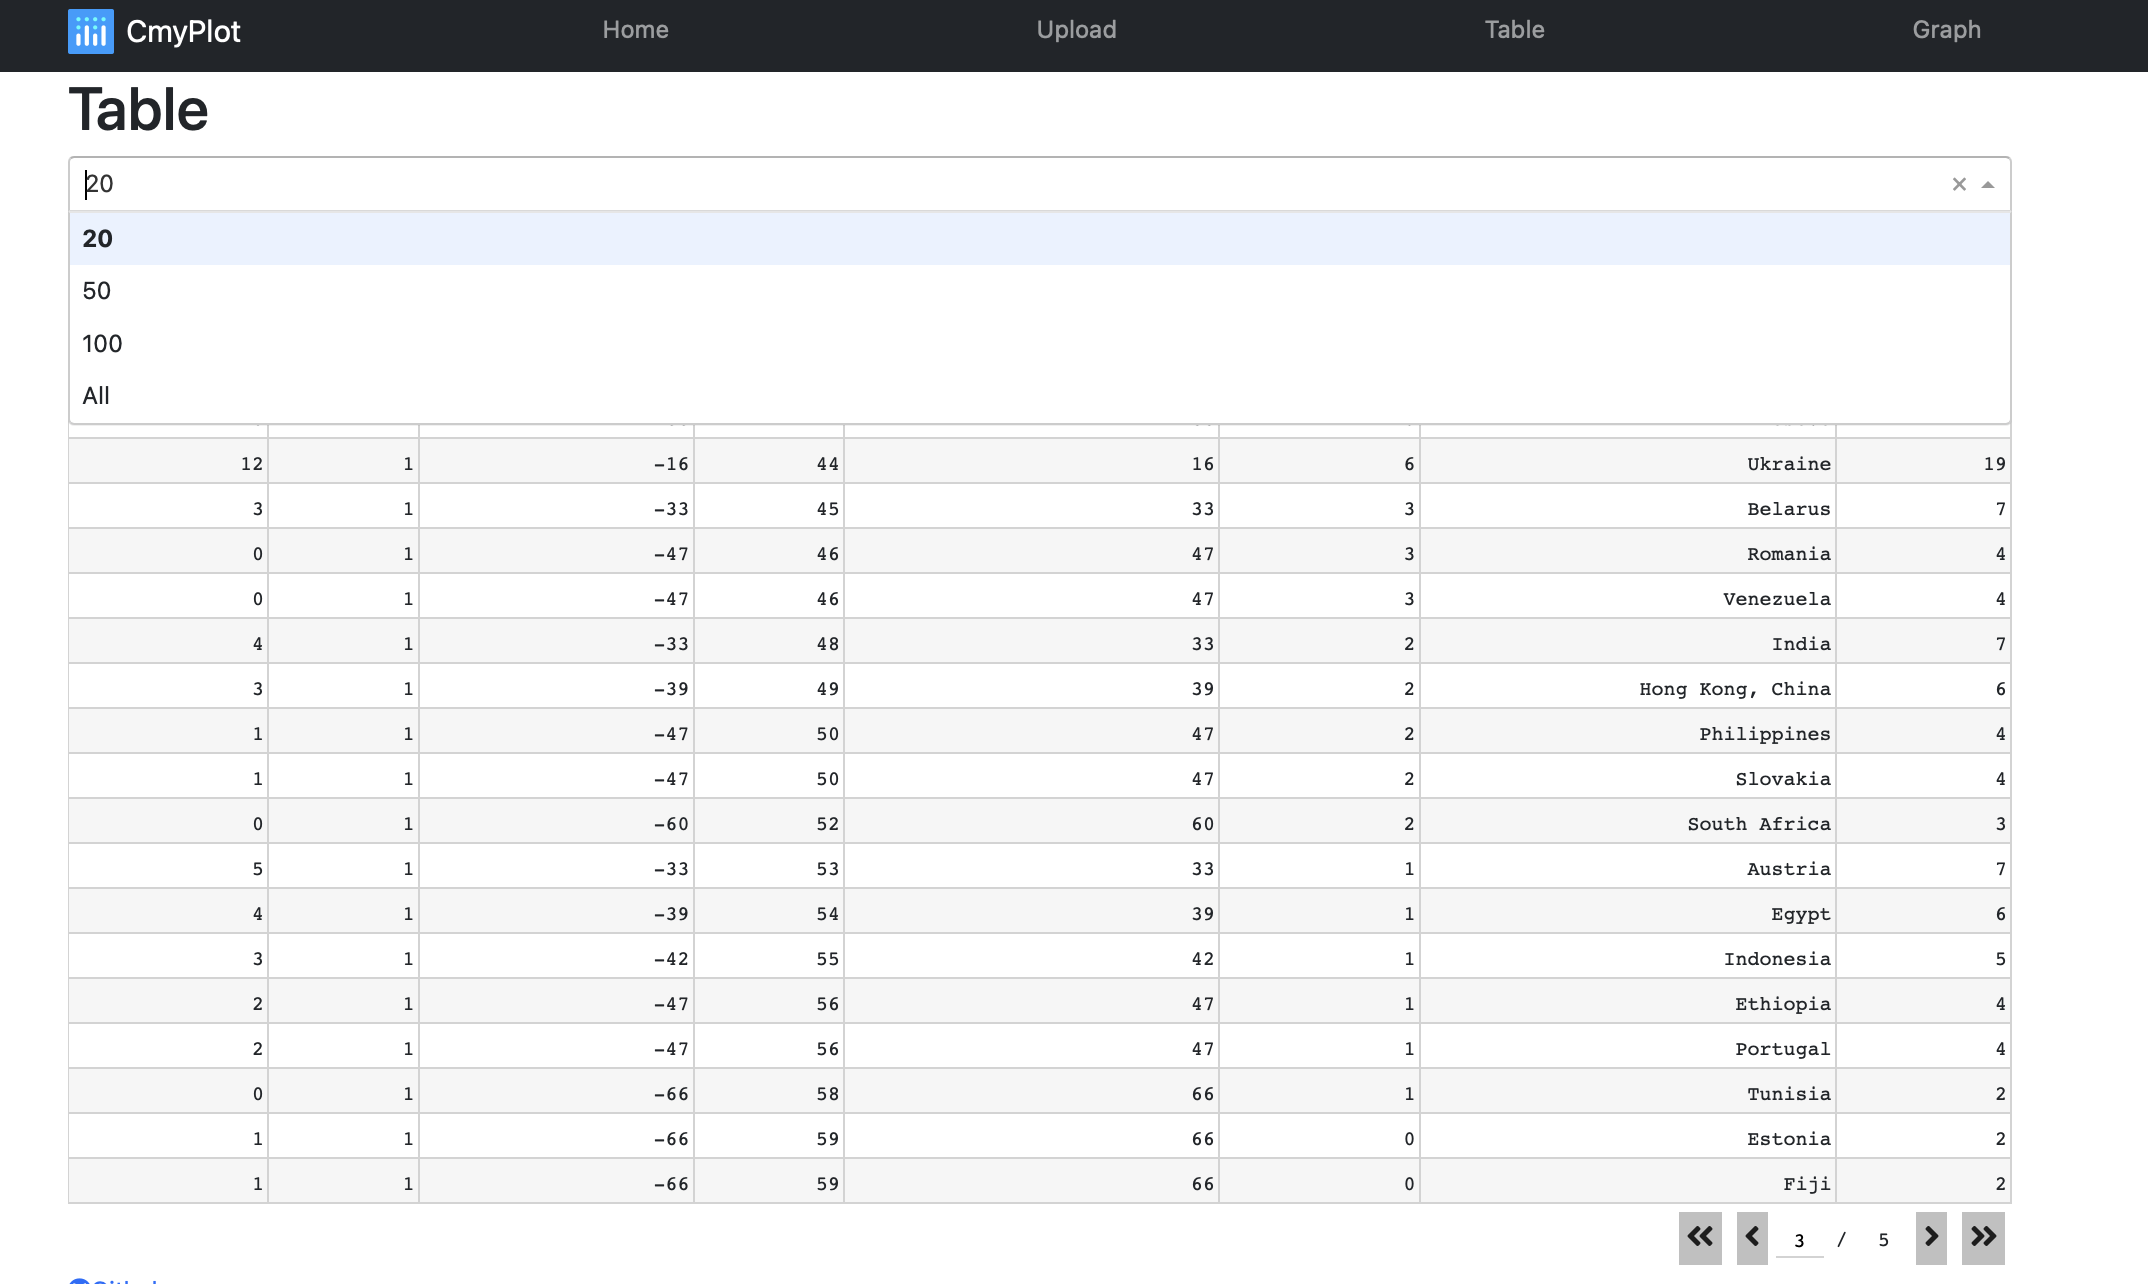 CmyPlot Home Upload Table Graph
Table
20
20
50
100
All
12 1 -16 44 16 6 Ukraine 19
3 1 -33 45 33 3 Belarus 7
0 1 -47 46 47 3 Romania 4
0 1 -47 46 47 3 Venezuela 4
4 1 -33 48 33 2 India 7
3 1 -39 49 39 2 Hong Kong, China 6
1 1 -47 50 47 2 Philippines 4
1 1 -47 50 47 2 Slovakia 4
0 1 -60 52 60 2 South Africa 3
5 1 -33 53 33 1 Austria 7
4 1 -39 54 39 1 Egypt 6
3 1 -42 55 42 1 Indonesia 5
2 1 -47 56 47 1 Ethiopia 4
2 1 -47 56 47 1 Portugal 4
0 1 -66 58 66 1 Tunisia 2
1 1 -66 59 66 0 Estonia 2
1 1 -66 59 66 0 Fiji 2
3 / 5